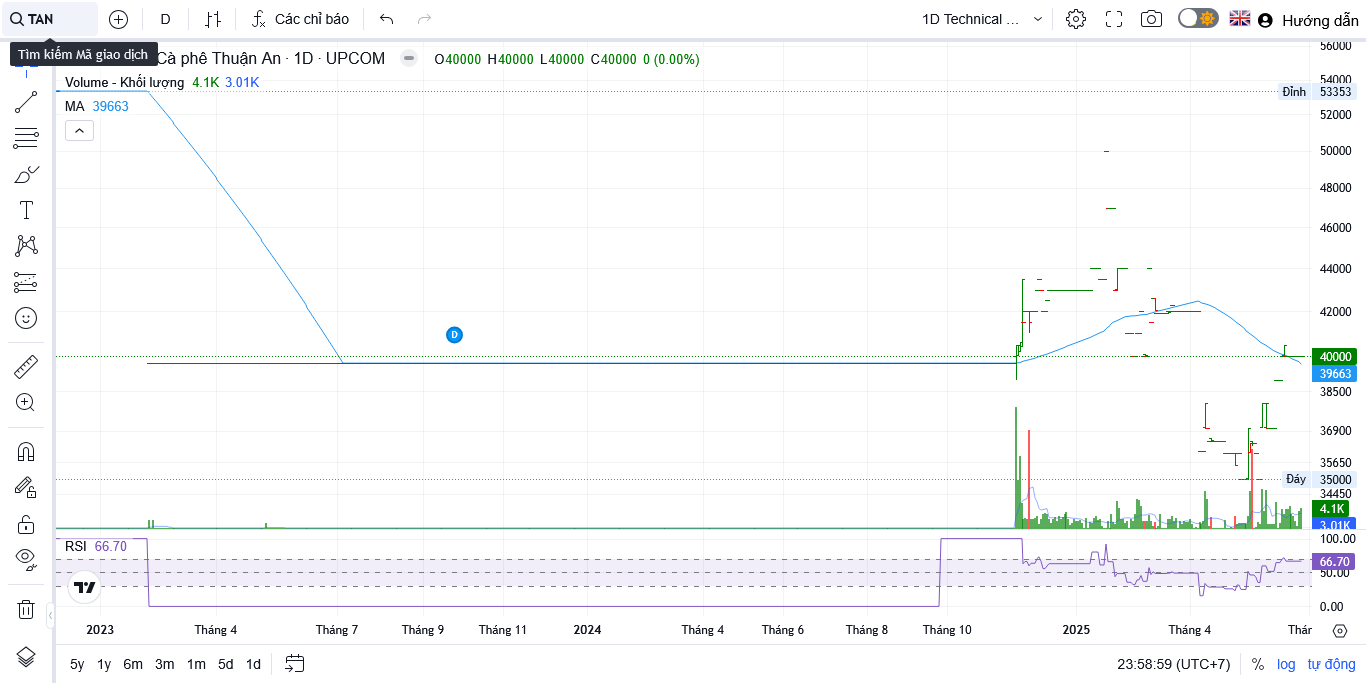 TAN
D
Các chỉ báo
1D Technical ...
Hướng dẫn
Tìm kiếm Mã giao dịch
Cà phê Thuận An · 1D · UPCOM
O40000 H40000 L40000 C40000 0 (0.00%)
Volume - Khối lượng 4.1K 3.01K
MA 39663
56000
54000
Đỉnh 53353
52000
50000
48000
46000
44000
42000
40000
39663
38500
36900
35650
Đáy 35000
34450
4.1K
3.01K
D
RSI 66.70
100.00
66.70
50.00
0.00
2023 Tháng 4 Tháng 7 Tháng 9 Tháng 11 2024 Tháng 4 Tháng 6 Tháng 8 Tháng 10 2025 Tháng 4 Thár
5y 1y 6m 3m 1m 5d 1d
23:58:59 (UTC+7) % log tự động